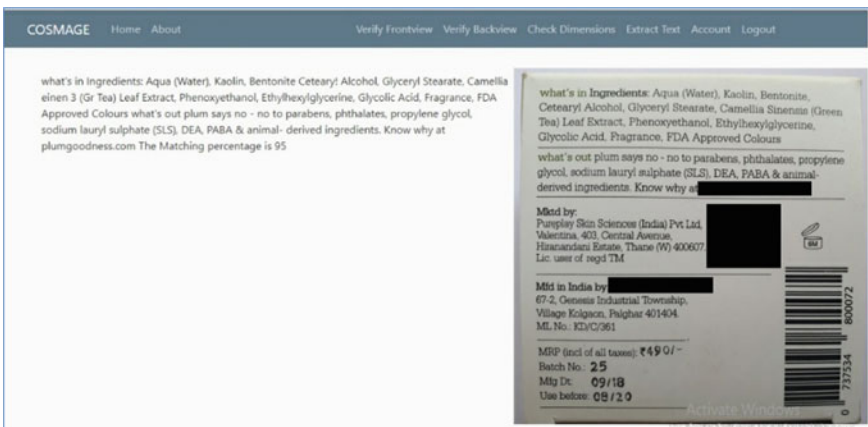 COSMAGE Home About Verify Frontview Verify Backview Check Dimensions Extract Text Account Logout
what's in Ingredients: Aqua (Water), Kaolin, Bentonite Cetearyl Alcohol, Glyceryl Stearate, Camellia
einen 3 (Gr Tea) Leaf Extract, Phenoxyethanol, Ethylhexylglycerine, Glycolic Acid, Fragrance, FDA
Approved Colours what's out plum says no - no to parabens, phthalates, propylene glycol,
sodium lauryl sulphate (SLS), DEA, PABA & animal- derived ingredients. Know why at
plumgoodness.com The Matching percentage is 95
what's in Ingredients: Aqua (Water), Kaolin, Bentonite,
Cetearyl Alcohol, Glyceryl Stearate, Camellia Sinensis (Green
Tea) Leaf Extract, Phenoxyethanol, Ethylhexylglycerine,
Glycolic Acid, Fragrance, FDA Approved Colours
what's out plum says no - no to parabens, phthalates, propylene
glycol, sodium lauryl sulphate (SLS), DEA, PABA & animal-
derived ingredients. Know why at
Mktd by:
Pureplay Skin Sciences (India) Pvt Ltd,
Valentina, 403, Central Avenue,
Hiranandani Estate, Thane (W) 400607.
Lic. user of regd TM
6M
Mfd in India by
67-2, Genesis Industrial Township,
Village Kolgaon, Palghar 401404.
ML No.: KD/C/361
MRP (incl of all taxes): ₹490/-
Batch No.: 25
Mfg Dt: 09/18
Use before: 08/20
0 737534 800072
Activate Windows